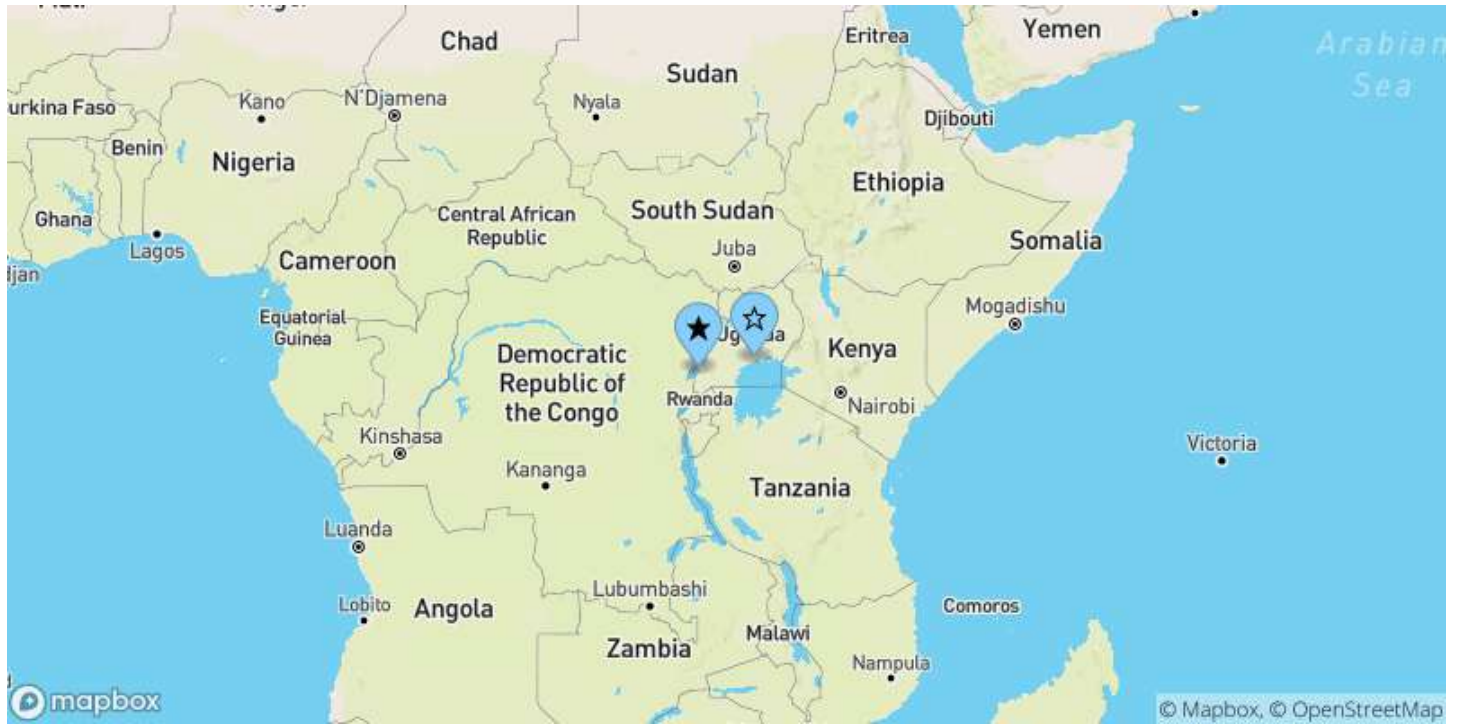 Chad
Eritrea
Yemen
Arabian
Sea
Sudan
Kano
N'Djamena
Nyala
urkina Faso
Djibouti
Benin
Nigeria
Ethiopia
Ghana
Central African
Republic
South Sudan
Lagos
Cameroon
Juba
Somalia
djan
Mogadishu
Equatorial
Guinea
Democratic
Republic of
the Congo
Kenya
Rwanda
Nairobi
Kinshasa
Victoria
Kananga
Tanzania
Luanda
Lubumbashi
Lobito
Angola
Comoros
Malawi
Zambia
Nampula
mapbox
© Mapbox, © OpenStreetMap